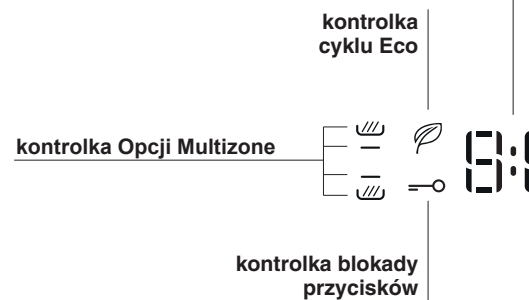 kontrolka
cyklu Eco
kontrolka Opcji Multizone
kontrolka blokady
przycisków